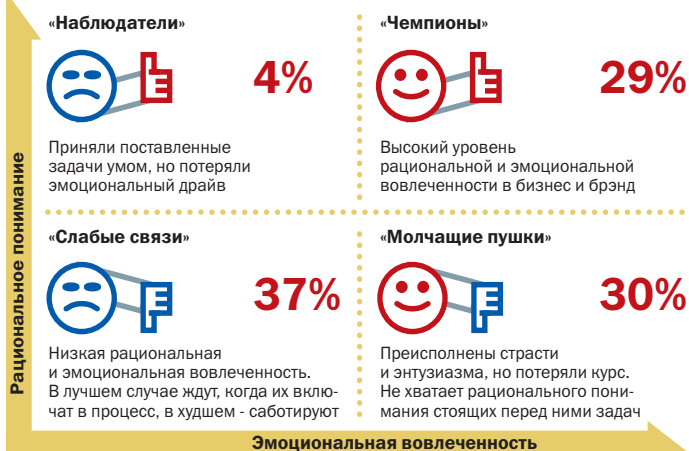 «Наблюдатели»
4%
Приняли поставленные
задачи умом, но потеряли
эмоциональный драйв
«Чемпионы»
29%
Высокий уровень
рациональной и эмоциональной
вовлеченности в бизнес и брэнд
«Слабые связи»
37%
Низкая рациональная
и эмоциональная вовлеченность.
В лучшем случае ждут, когда их вклю-
чат в процесс, в худшем - саботируют
«Молчащие пушки»
30%
Преисполнены страсти
и энтузиазма, но потеряли курс.
Не хватает рационального пони-
мания стоящих перед ними задач
Рациональное понимание
Эмоциональная вовлеченность